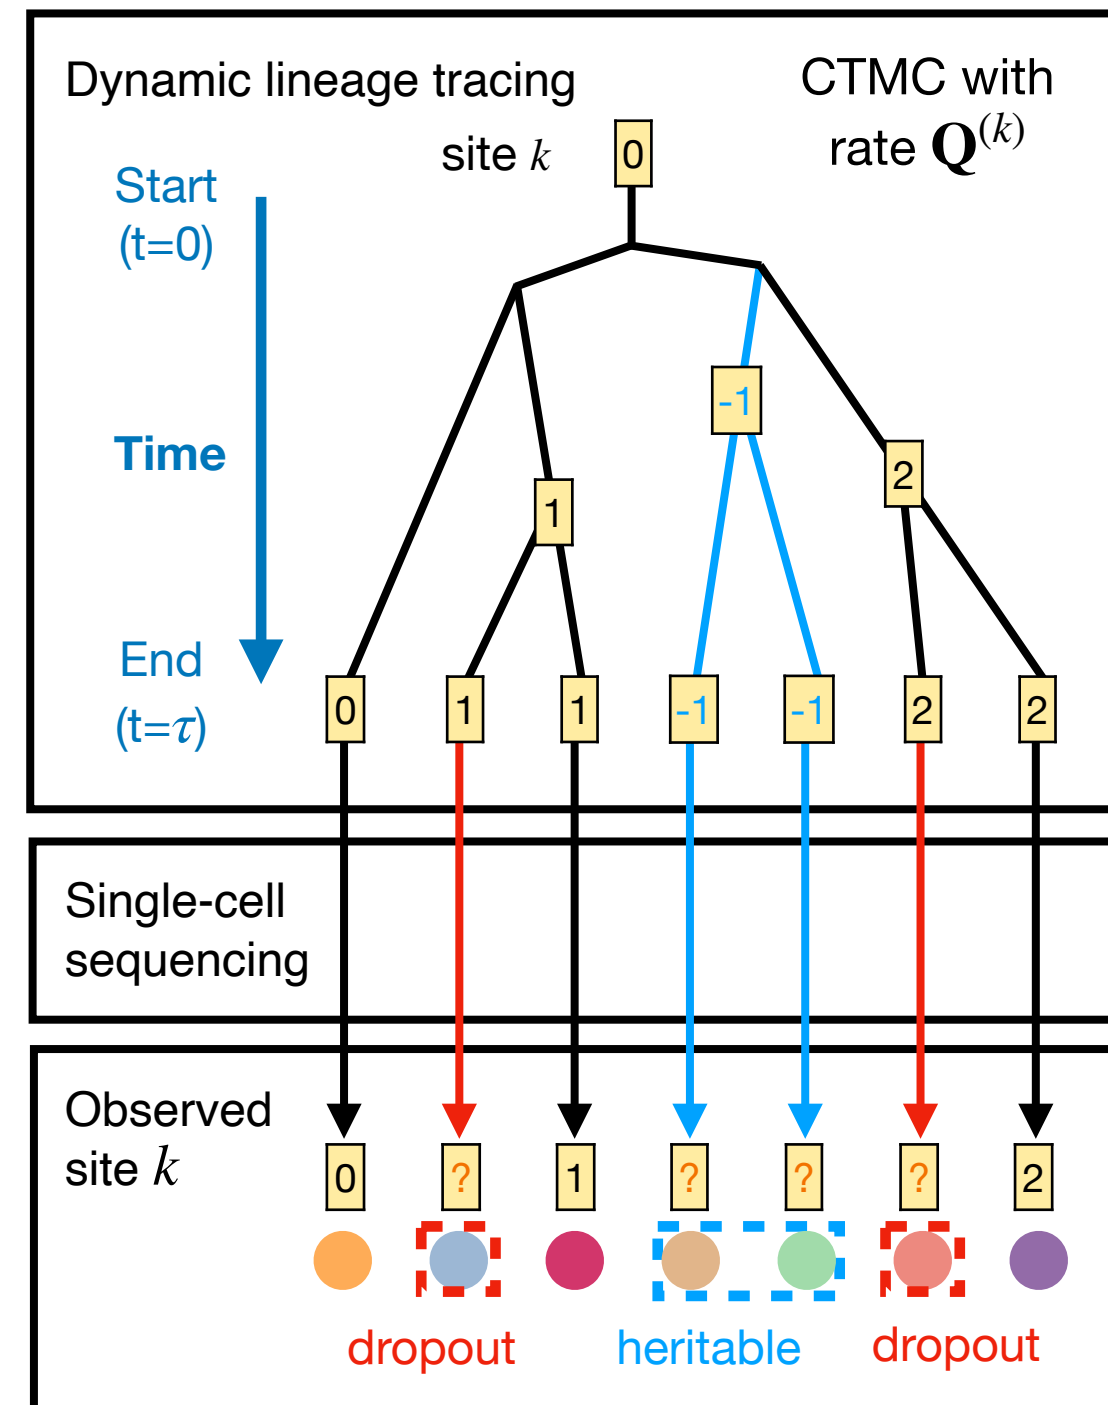 Dynamic lineage tracing
CTMC with
rate Q^(k)
site k
0
Start
(t=0)
-1
Time
2
1
End
(t=τ)
0 1 1 -1 -1 2 2
Single-cell
sequencing
Observed
site k
0 ? 1 ? ? ? 2
dropout heritable dropout